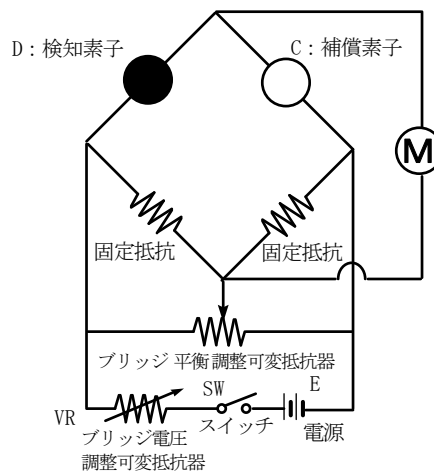 D：検知素子
C：補償素子
M
固定抵抗
固定抵抗
ブリッジ 平衡 調整可変抵抗器
SW
E
VR
スイッチ
電源
ブリッジ電圧
調整可変抵抗器